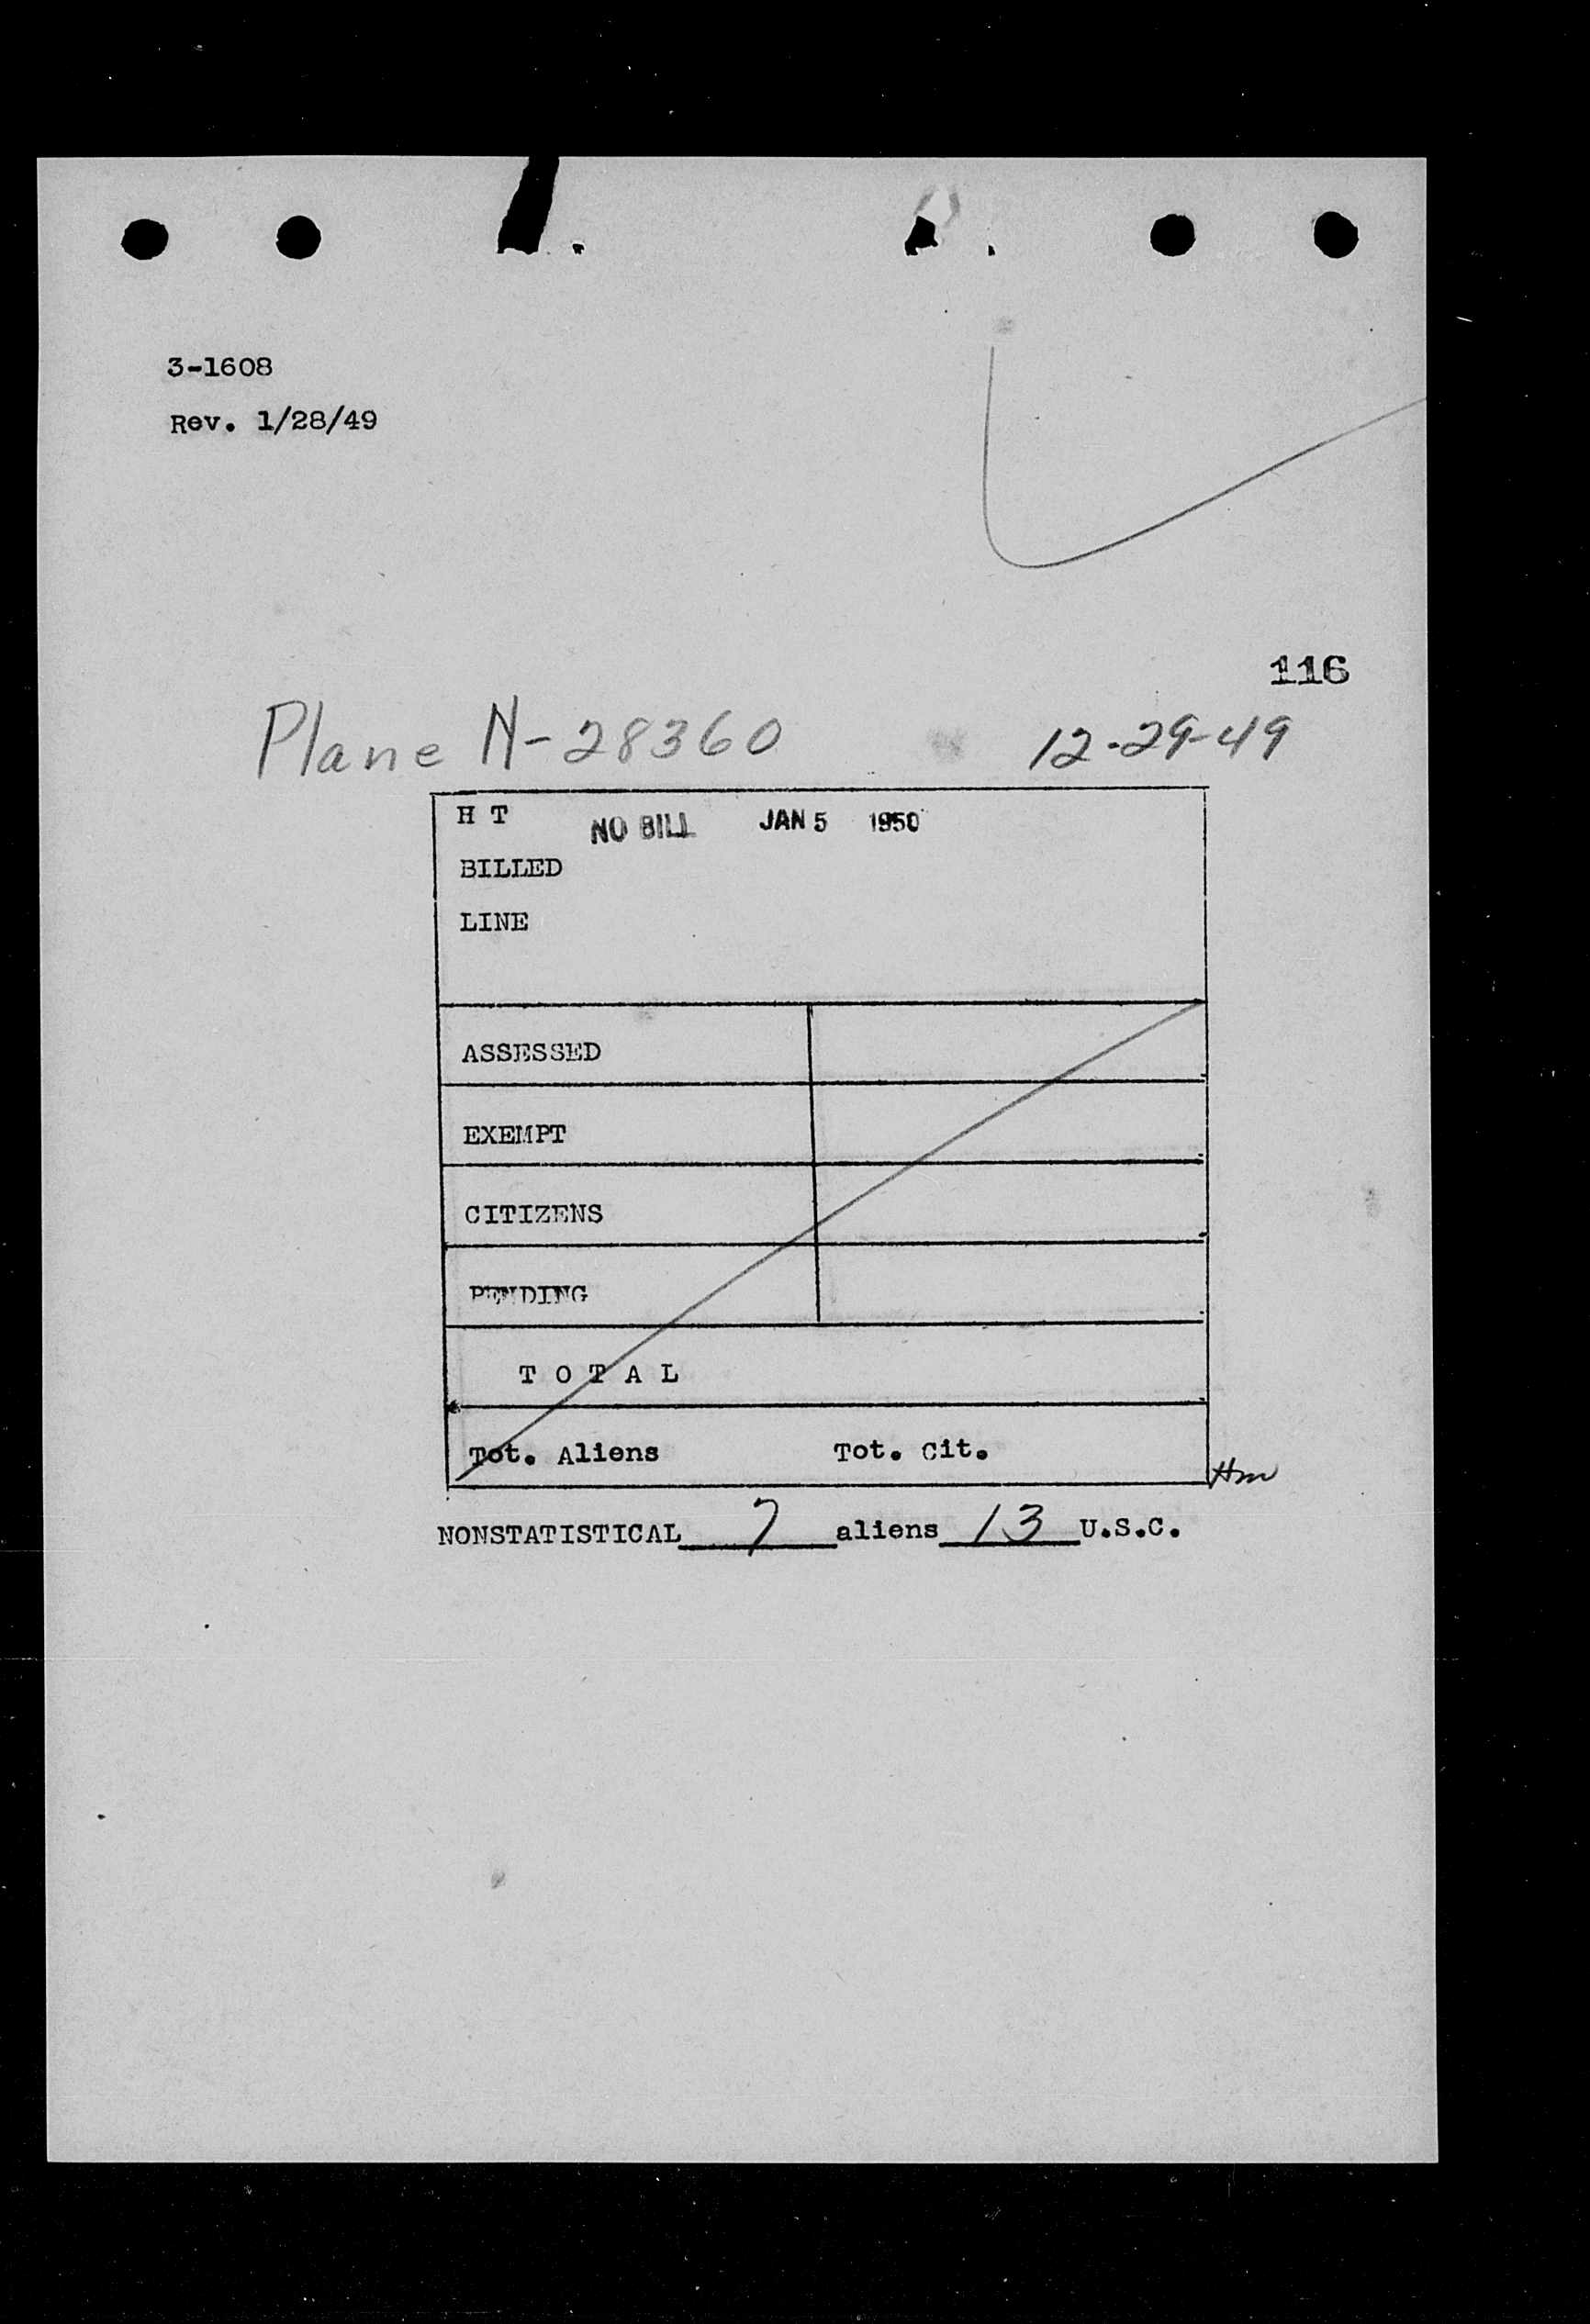 3-1608
Rev. 1/28/49
116
Plane N-28360 12-29-49
H T NO BILL JAN 5 1950
BILLED
LINE
ASSESSED
EXEMPT
CITIZENS
PENDING
T O T A L
Tot. Aliens Tot. Cit.
Hm
NONSTATISTICAL 7 aliens 13 U.S.C.